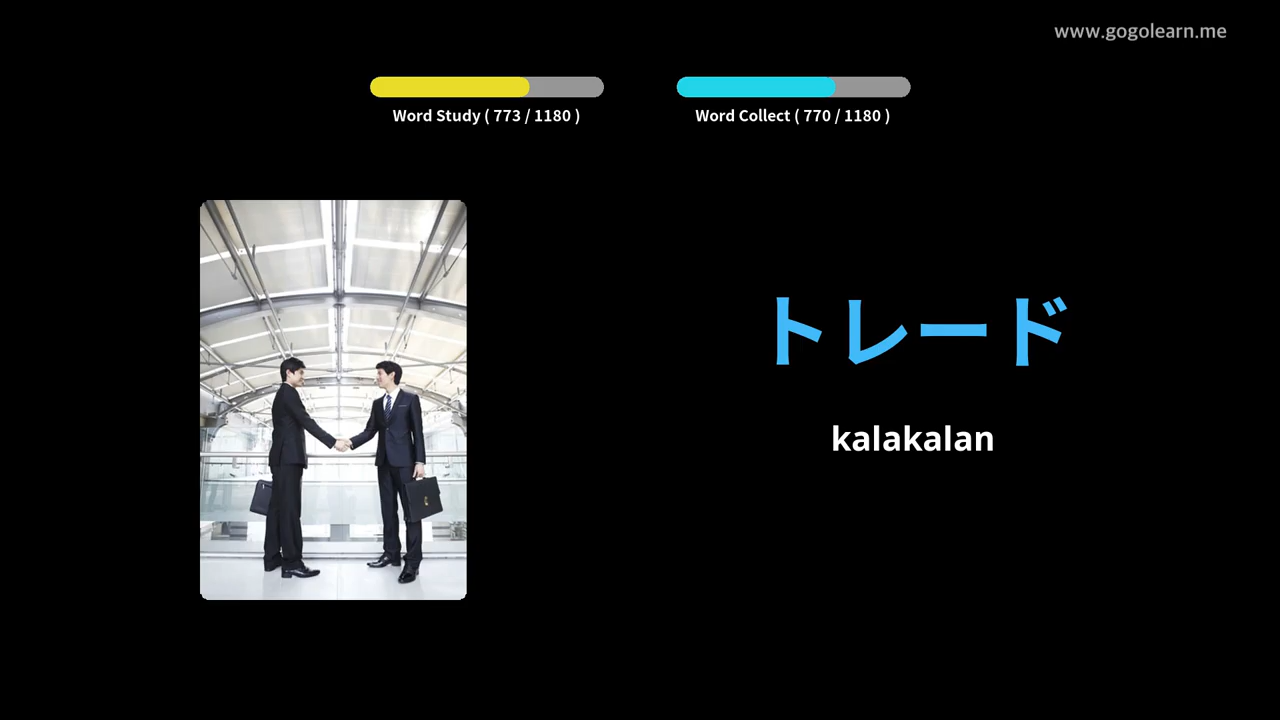 www.gogolearn.me
Word Study ( 773 / 1180 )
Word Collect ( 770 / 1180 )
トレード
kalakalan